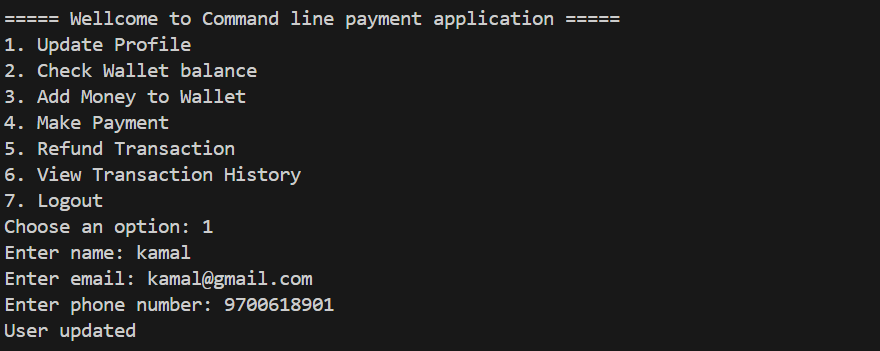 ===== Wellcome to Command line payment application =====
1. Update Profile
2. Check Wallet balance
3. Add Money to Wallet
4. Make Payment
5. Refund Transaction
6. View Transaction History
7. Logout
Choose an option: 1
Enter name: kamal
Enter email: kamal@gmail.com
Enter phone number: 9700618901
User updated